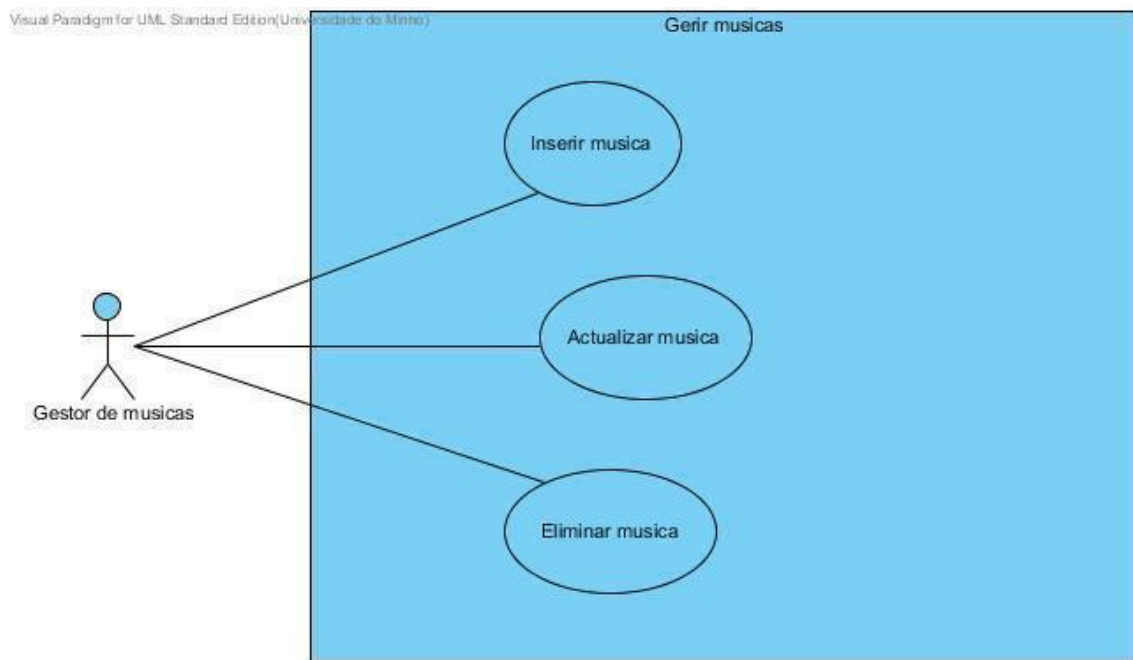 Visual Paradigm for UML Standard Edition(Universidade do Minho)
Gerir musicas
Inserir musica
Actualizar musica
Gestor de musicas
Eliminar musica